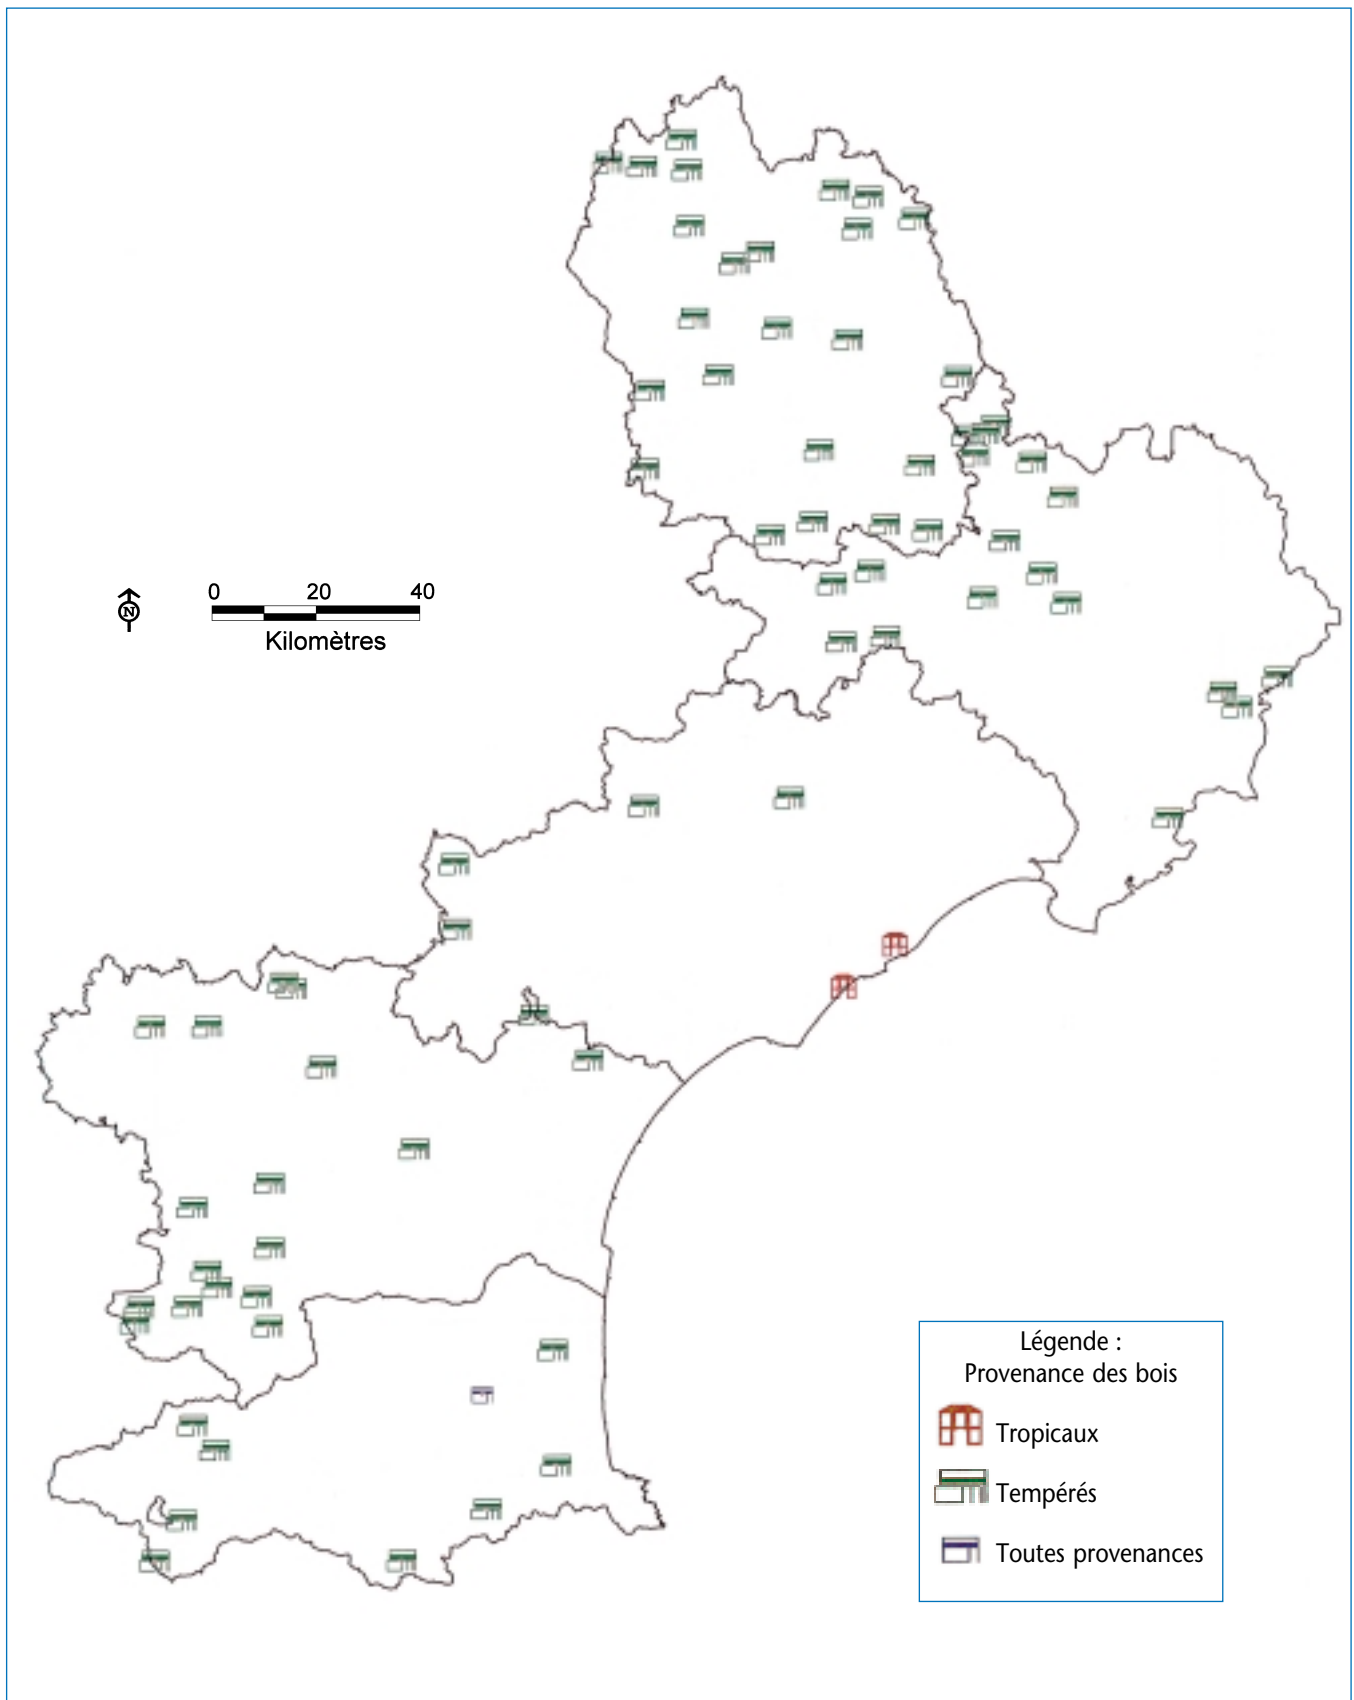 N
0 20 40
Kilomètres
Légende :
Provenance des bois
Tropicaux
Tempérés
Toutes provenances